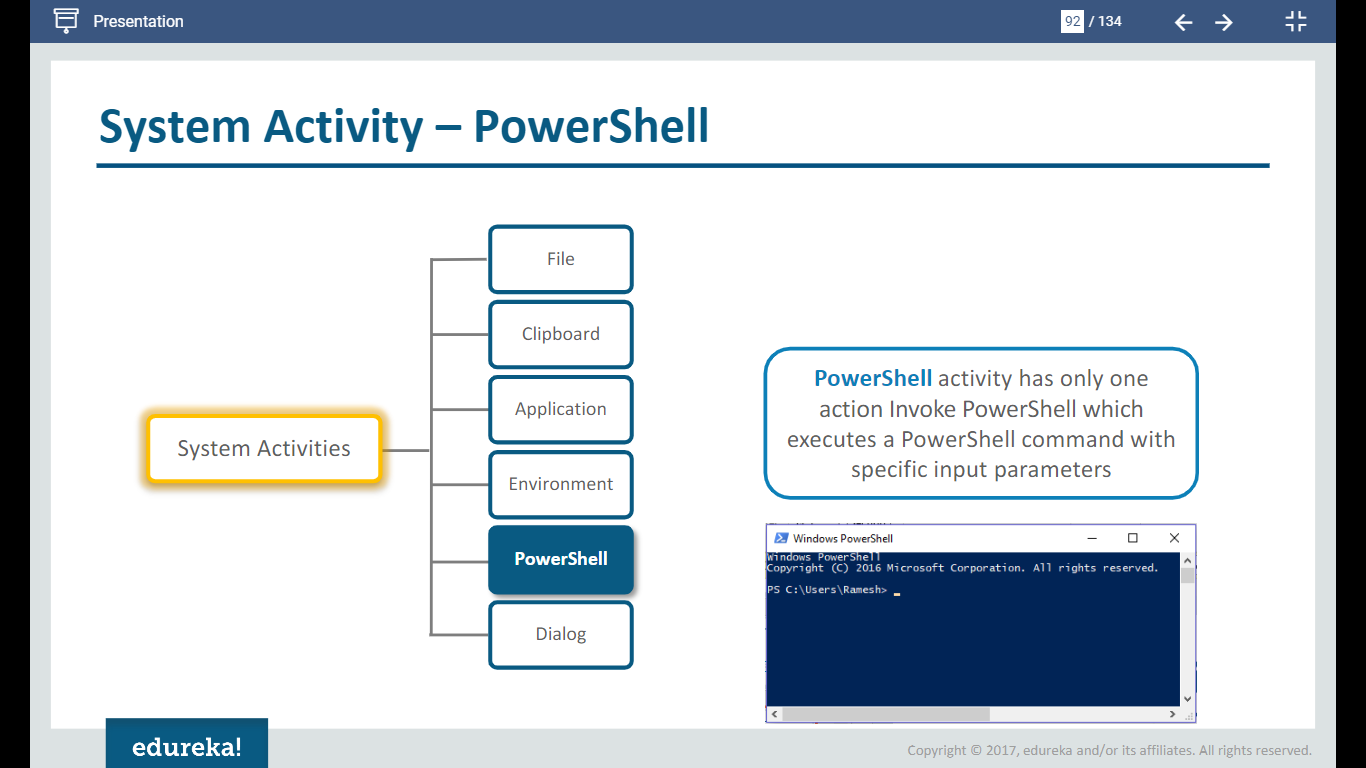 Presentation
92 / 134
System Activity – PowerShell
File
Clipboard
Application
System Activities
Environment
PowerShell
Dialog
PowerShell activity has only one
action Invoke PowerShell which
executes a PowerShell command with
specific input parameters
Windows PowerShell
Windows PowerShell
Copyright (C) 2016 Microsoft Corporation. All rights reserved.
PS C:\Users\Ramesh> _
edureka!
Copyright © 2017, edureka and/or its affiliates. All rights reserved.